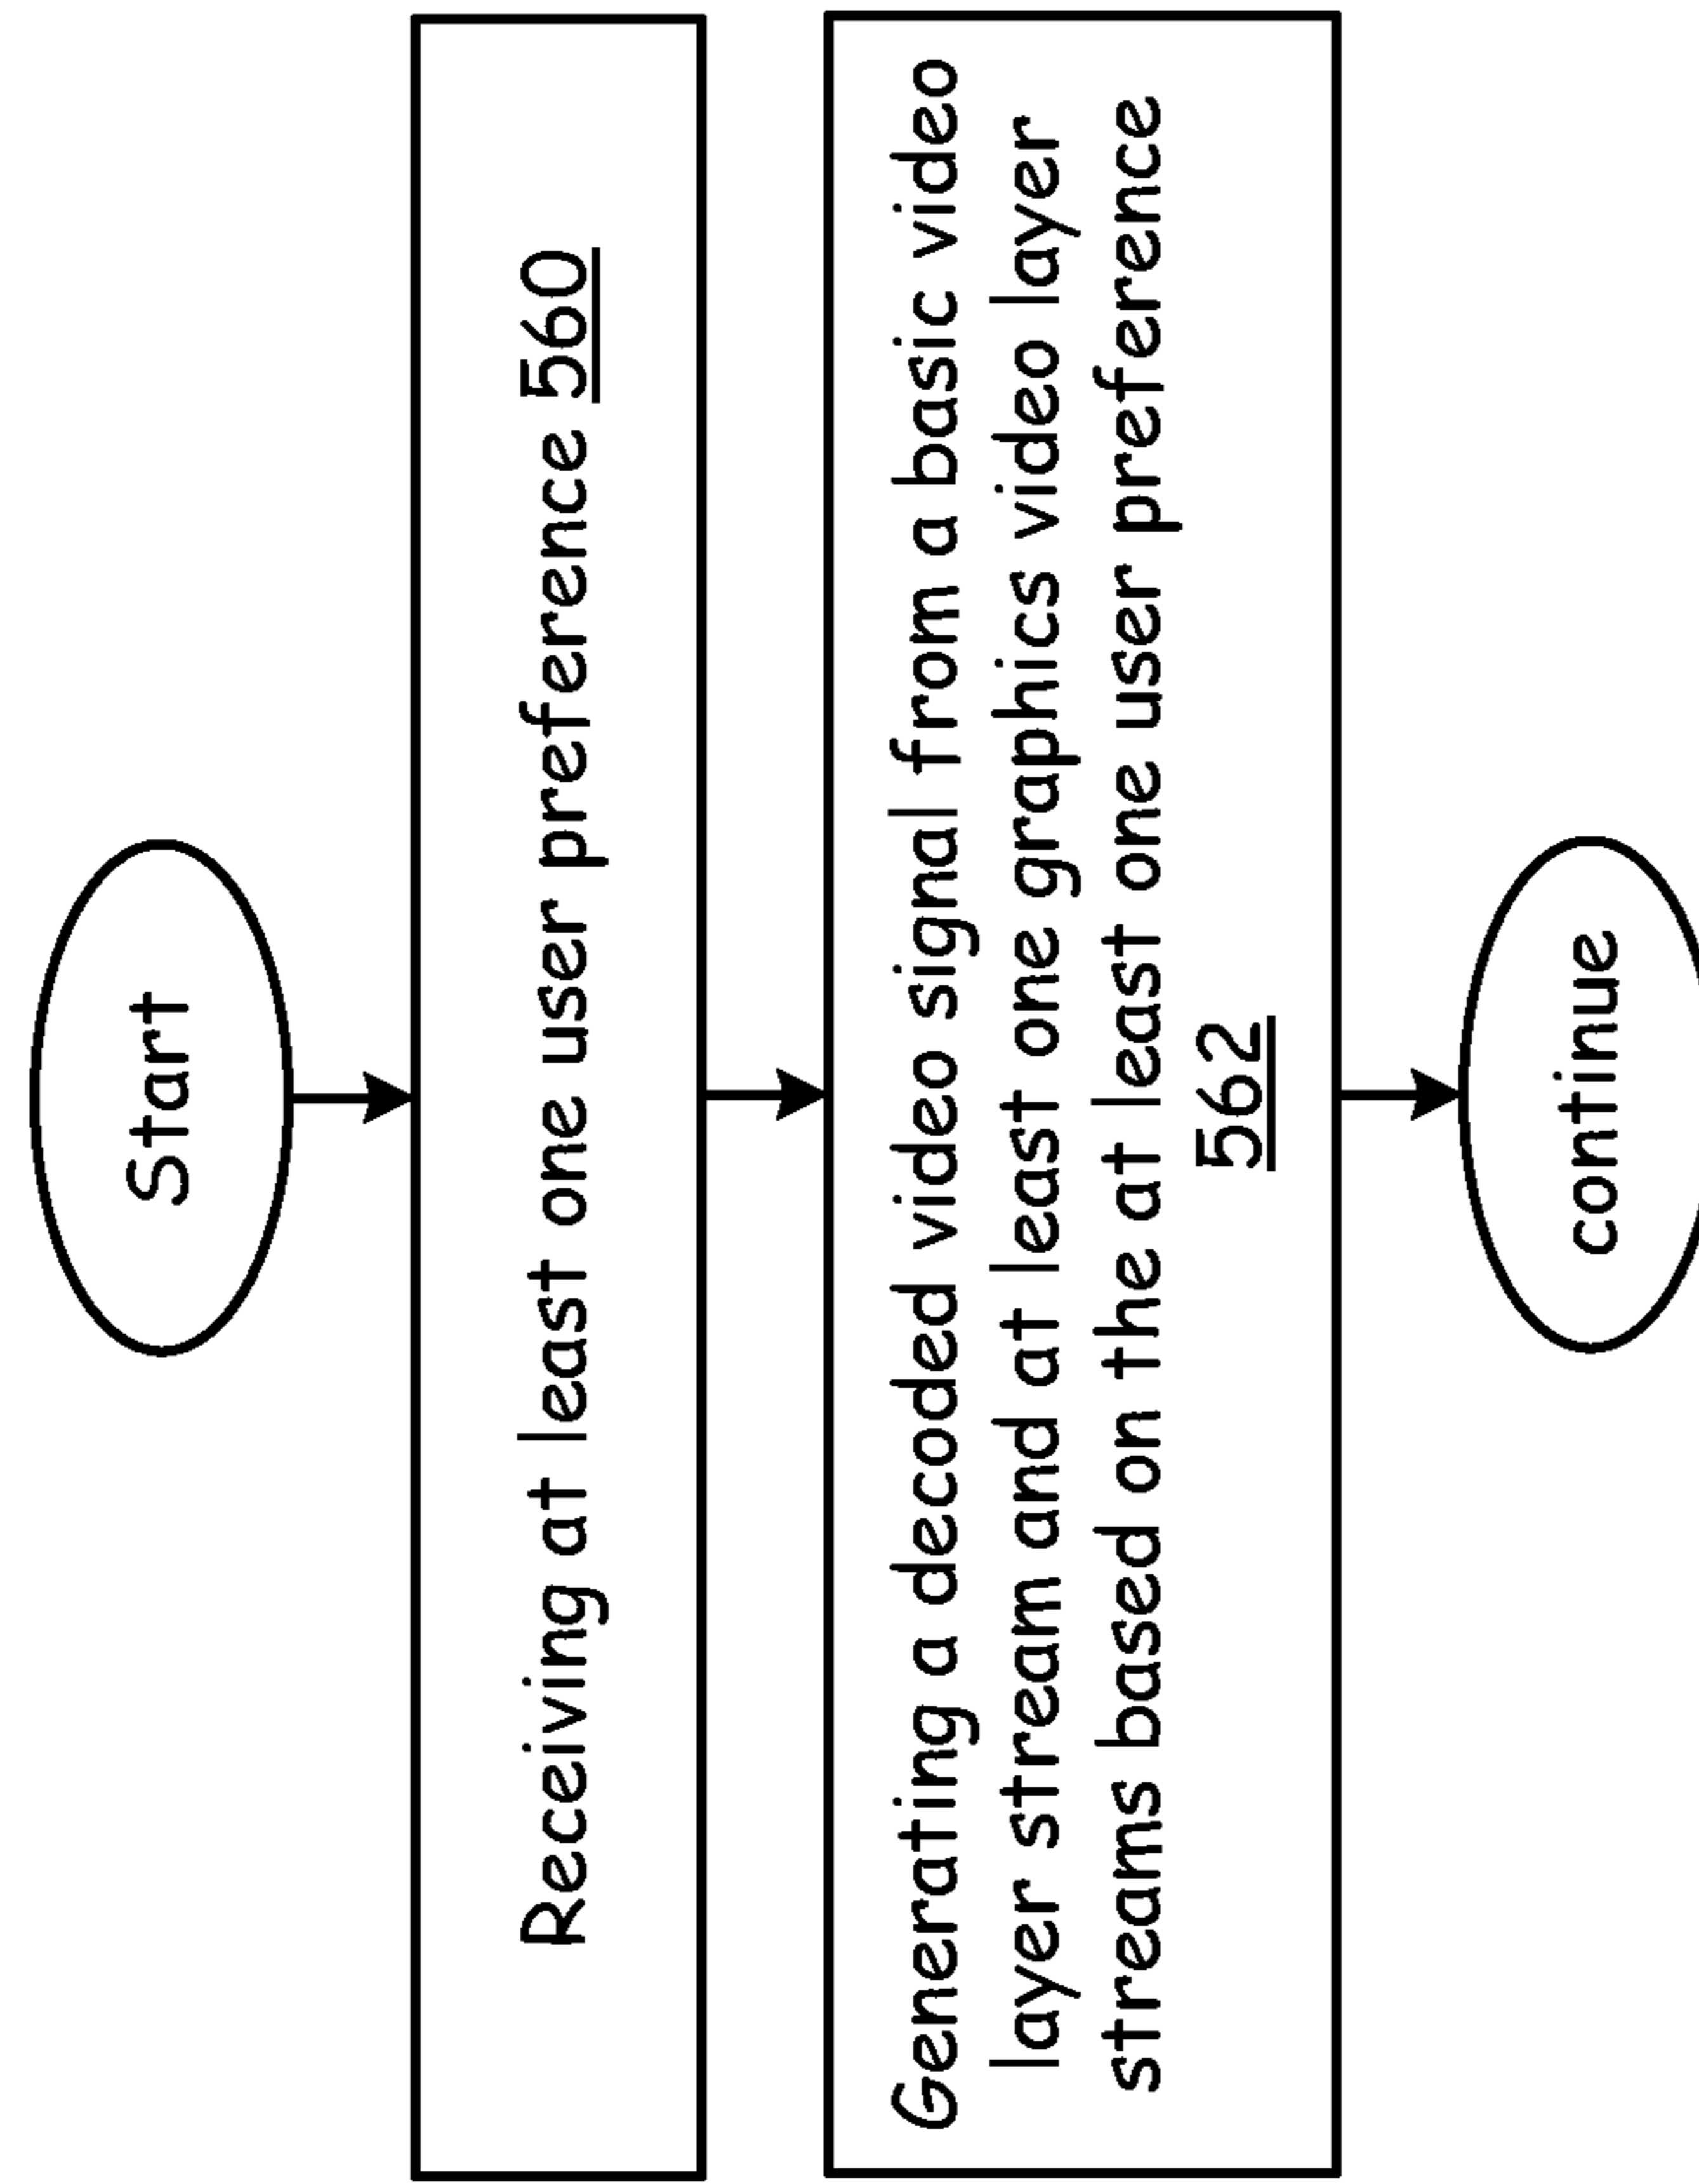 Start
Receiving at least one user preference 560
Generating a decoded video signal from a basic video
layer stream and at least one graphics video layer
streams based on the at least one user preference
562
continue